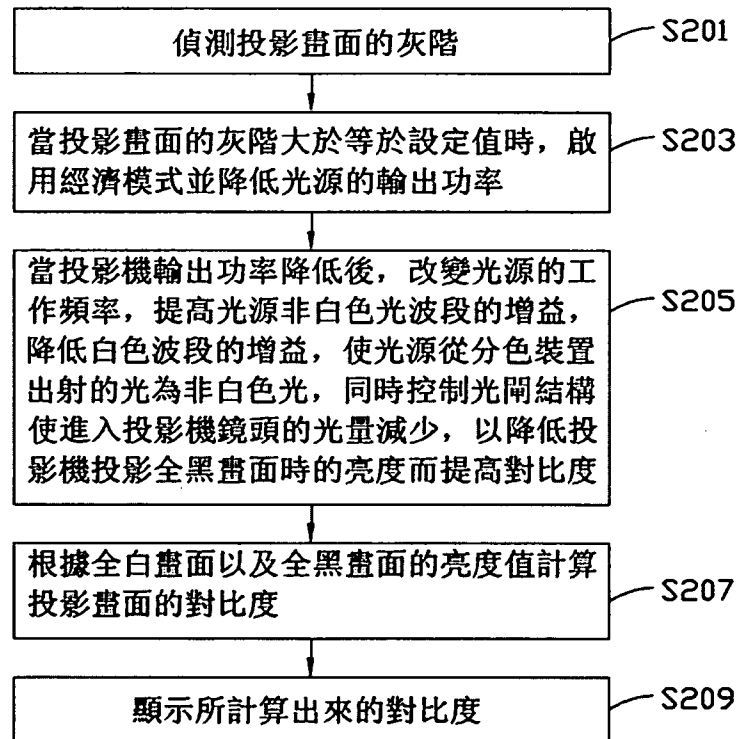 偵測投影畫面的灰階
S201
當投影畫面的灰階大於等於設定值時，啟
用經濟模式並降低光源的輸出功率
S203
當投影機輸出功率降低後，改變光源的工
作頻率，提高光源非白色光波段的增益，
降低白色波段的增益，使光源從分色裝置
出射的光為非白色光，同時控制光閘結構
使進入投影機鏡頭的光量減少，以降低投
影機投影全黑畫面時的亮度而提高對比度
S205
根據全白畫面以及全黑畫面的亮度值計算
投影畫面的對比度
S207
顯示所計算出來的對比度
S209